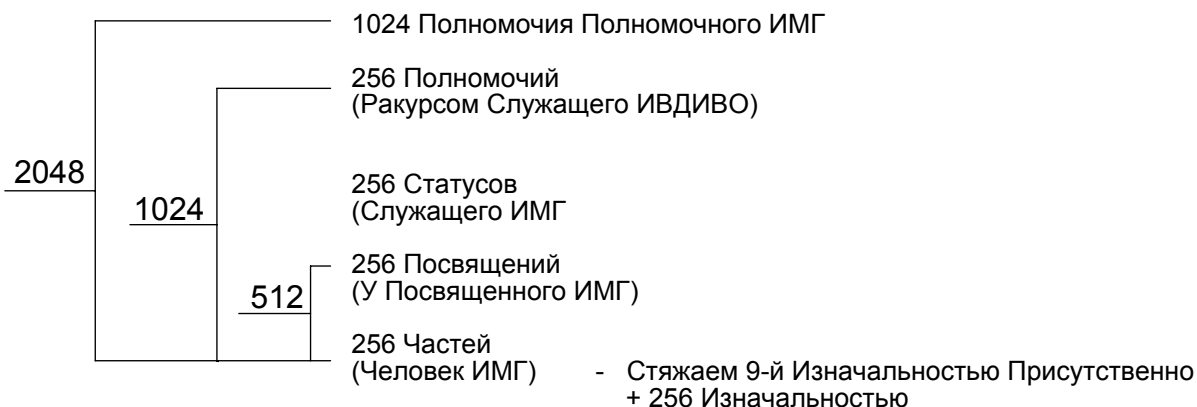 1024 Полномочия Полномочного ИМГ
256 Полномочий
(Ракурсом Служащего ИВДИВО)
2048
256 Статусов
1024 (Служащего ИМГ
256 Посвящений
512 (У Посвященного ИМГ)
256 Частей
(Человек ИМГ) - Стяжаем 9-й Изначальностью Присутственно
+ 256 Изначальностью